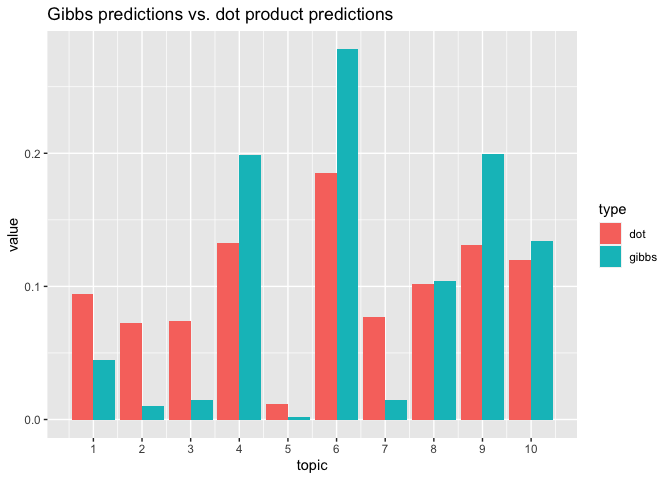 Gibbs predictions vs. dot product predictions
value
0.2
0.1
0.0
1 2 3 4 5 6 7 8 9 10
topic
type
dot
gibbs